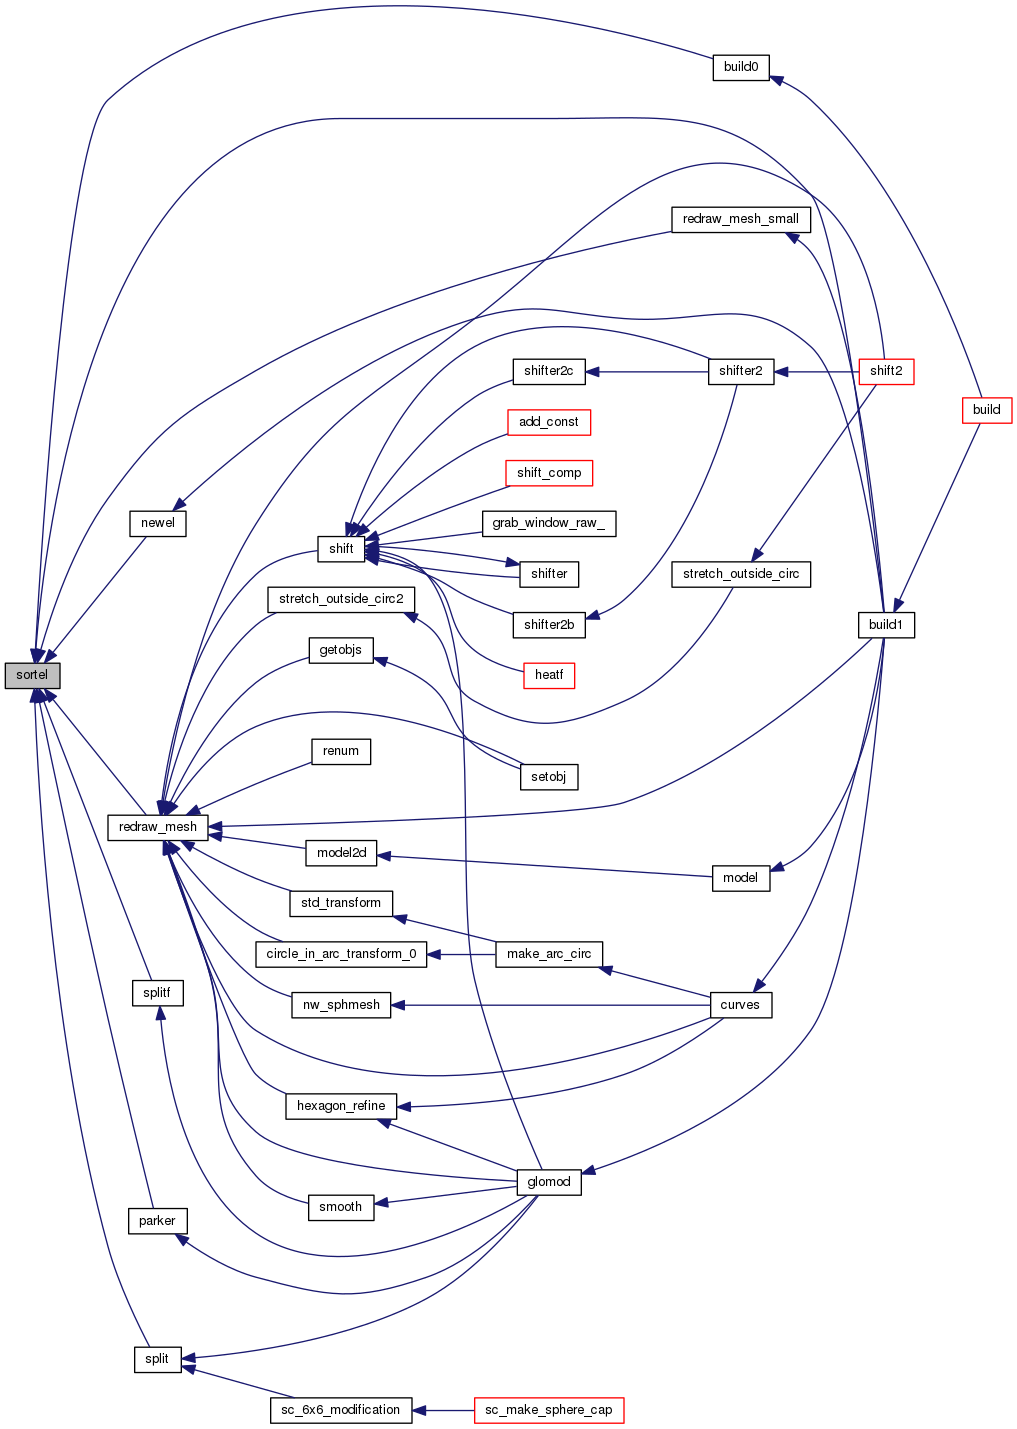 build0
redraw_mesh_small
shifter2c
shifter2
shift2
build
add_const
shift_comp
newel
grab_window_raw_
shift
shifter
stretch_outside_circ
stretch_outside_circ2
shifter2b
build1
getobjs
sortel
heatf
renum
setobj
redraw_mesh
model2d
model
std_transform
circle_in_arc_transform_0
make_arc_circ
splitf
nw_sphmesh
curves
hexagon_refine
glomod
smooth
parker
split
sc_6x6_modification
sc_make_sphere_cap